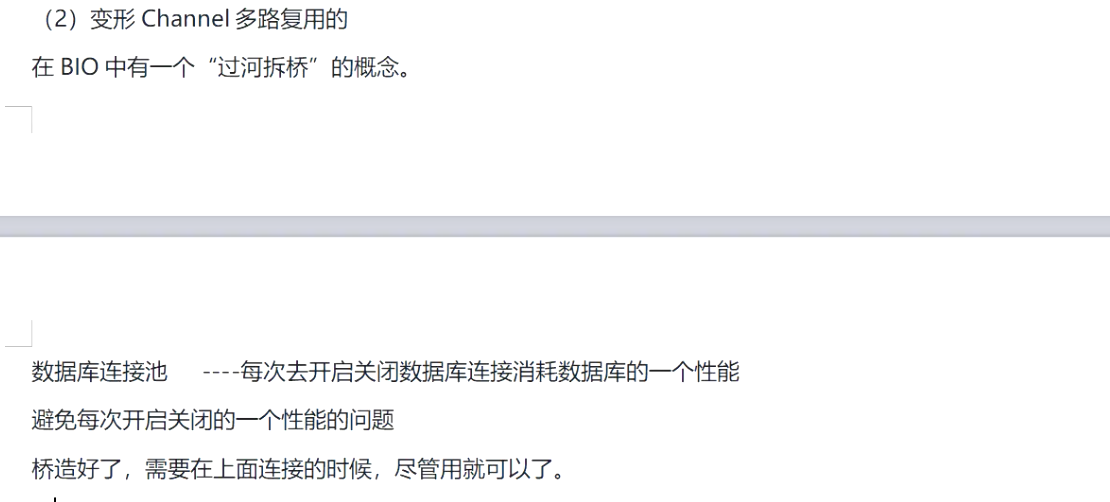 （2）变形 Channel 多路复用的
在 BIO 中有一个“过河拆桥”的概念。
数据库连接池 ----每次去开启关闭数据库连接消耗数据库的一个性能
避免每次开启关闭的一个性能的问题
桥造好了，需要在上面连接的时候，尽管用就可以了。